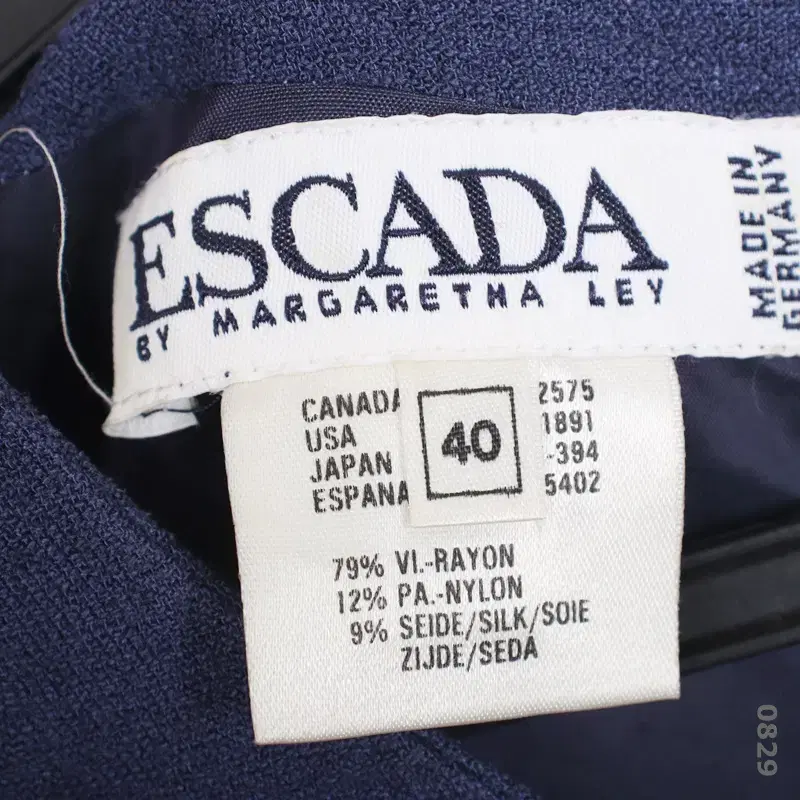 ESCADA
BY MARGARETHA LEY
MADE IN
GERMANY
40
CANADA 2575
USA 1891
JAPAN -394
ESPANA 5402
79% VI.-RAYON
12% PA.-NYLON
9% SEIDE/SILK/SOIE
ZIJDE/SEDA
0829